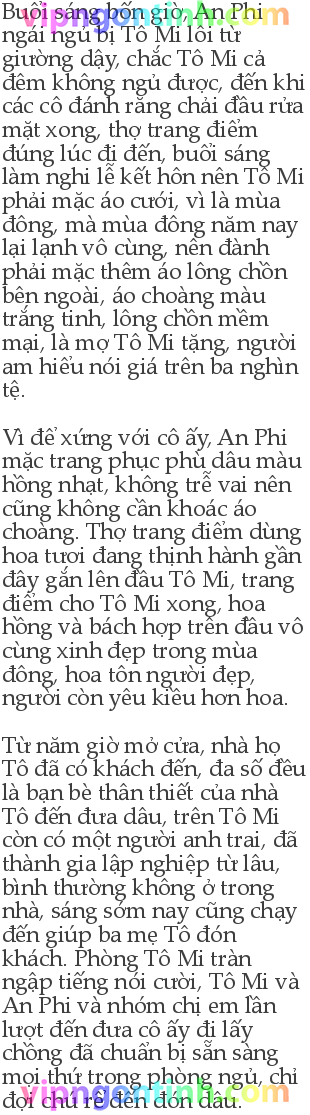 Buổi sáng bốn giờ, An Phi
ngái ngủ bị Tô Mi lôi từ
giường dậy, chắc Tô Mi cả
đêm không ngủ được, đến khi
các cô đánh răng chải đầu rửa
mặt xong, thợ trang điểm
đúng lúc đi đến, buổi sáng
làm nghi lễ kết hôn nên Tô Mi
phải mặc áo cưới, vì là mùa
đông, mà mùa đông năm nay
lại lạnh vô cùng, nên đành
phải mặc thêm áo lông chồn
bên ngoài, áo choàng màu
trắng tinh, lông chồn mềm
mại, là mợ Tô Mi tặng, người
am hiểu nói giá trên ba nghìn
tệ.

Vì để xứng với cô ấy, An Phi
mặc trang phục phù dâu màu
hồng nhạt, không trễ vai nên
cũng không cần khoác áo
choàng. Thợ trang điểm dùng
hoa tươi đang thịnh hành gần
đây gắn lên đầu Tô Mi, trang
điểm cho Tô Mi xong, hoa
hồng và bách hợp trên đầu vô
cùng xinh đẹp trong mùa
đông, hoa tôn người đẹp,
người còn yêu kiều hơn hoa.

Từ năm giờ mở cửa, nhà họ
Tô đã có khách đến, đa số đều
là bạn bè thân thiết của nhà
Tô đến đưa dâu, trên Tô Mi
còn có một người anh trai, đã
thành gia lập nghiệp từ lâu,
bình thường không ở trong
nhà, sáng sớm nay cũng chạy
đến giúp ba mẹ Tô đón
khách. Phòng Tô Mi tràn
ngập tiếng nói cười, Tô Mi và
An Phi và nhóm chị em lần
lượt đến đưa cô ấy đi lấy
chồng đã chuẩn bị sẵn sàng
mọi thứ trong phòng ngủ, chỉ
đợi chú rể đến đón dâu.
vipngontinh.com
vipngontinh.com